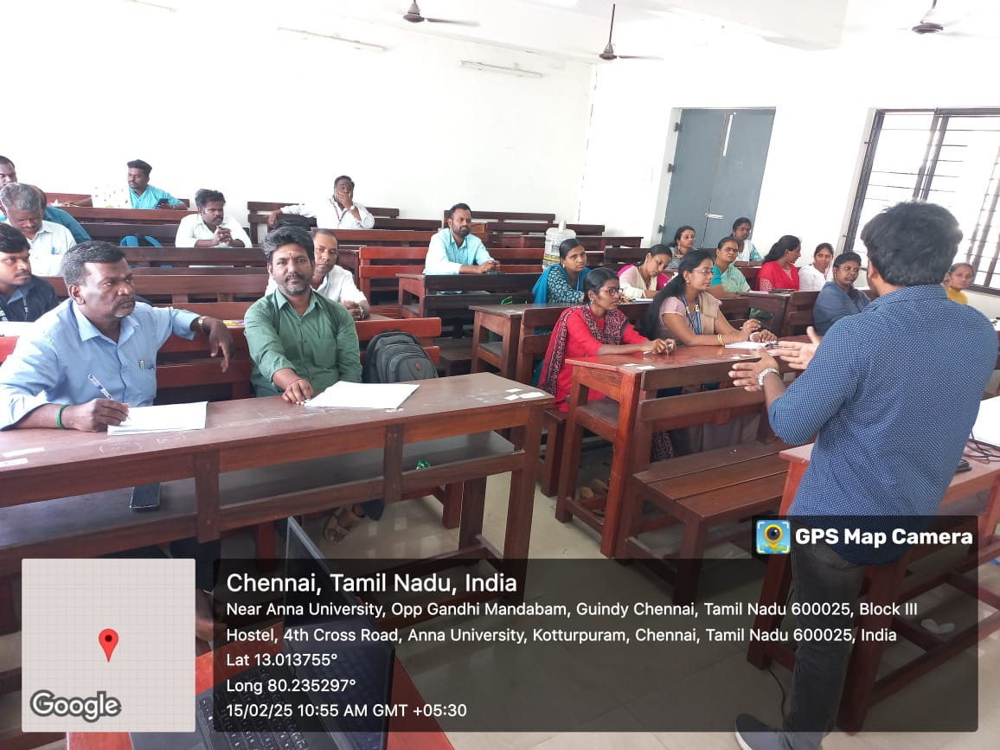 GPS Map Camera
Chennai, Tamil Nadu, India
Near Anna University, Opp Gandhi Mandabam, Guindy Chennai, Tamil Nadu 600025, Block III
Hostel, 4th Cross Road, Anna University, Kotturpuram, Chennai, Tamil Nadu 600025, India
Lat 13.013755°
Long 80.235297°
15/02/25 10:55 AM GMT +05:30
Google